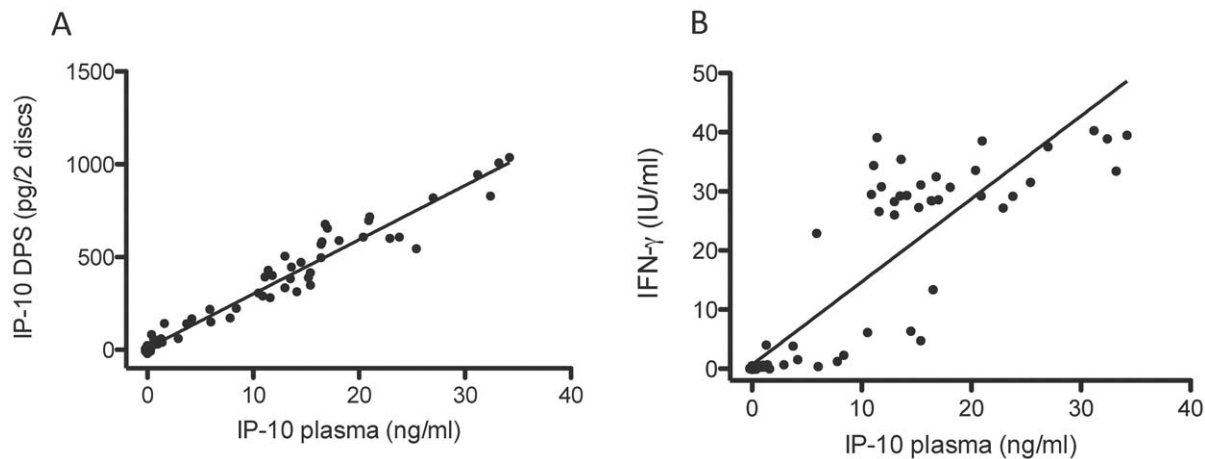 A
IP-10 DPS (pg/2 discs)
1500
1000
500
0
0 10 20 30 40
IP-10 plasma (ng/ml)
B
IFN-γ (IU/ml)
50
40
30
20
10
0
0 10 20 30 40
IP-10 plasma (ng/ml)